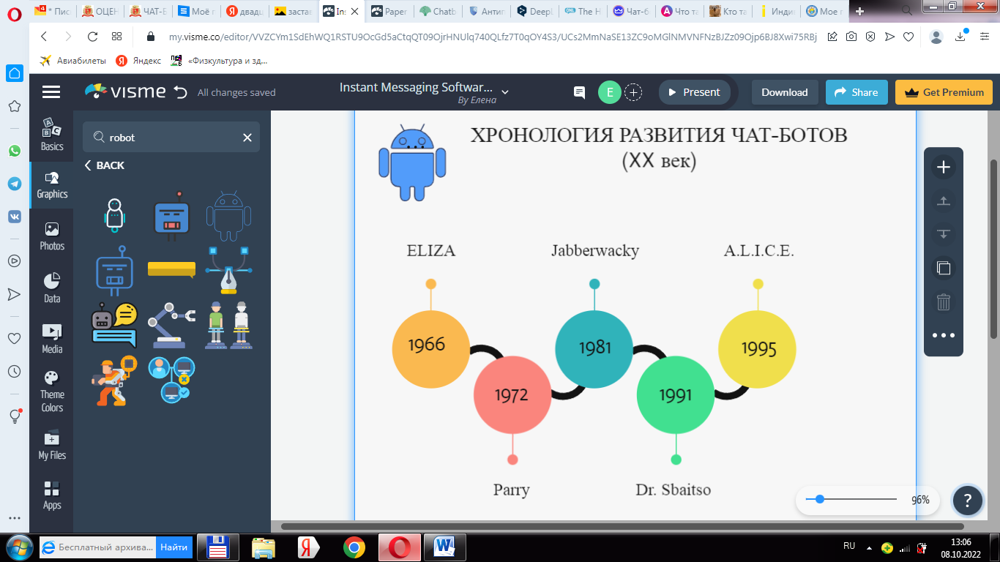 * Пис
ОЦЕН
ЧАТ-Б
Моё г
двадц
застав
Ins
Paper
Chatb
Антип
DeepL
The H
Чат-б
Что та
Кто та
Индив
Мое п
my.visme.co/editor/VVZCYm1SdEhWQ1RSTU9OcGd5aCtqQT09OjrHNUlq740QLfz7T0qOY4S3/UCs2MmNaSE13ZC9oMGlNMVNFNzBJZz09Ojp6BJ8Xwi75RBj
Авиабилеты
Яндекс
«Физкультура и зд...
visme
All changes saved
Instant Messaging Softwar...
By Елена
E
Present
Download
Share
Get Premium
Basics
Graphics
Photos
Data
Media
Theme
Colors
My Files
Apps
robot
BACK
ХРОНОЛОГИЯ РАЗВИТИЯ ЧАТ-БОТОВ
(XX век)
ELIZA
Jabberwacky
A.L.I.C.E.
1966
1981
1995
1972
1991
Parry
Dr. Sbaitso
96%
?
Бесплатный архива...
Найти
RU
13:06
08.10.2022